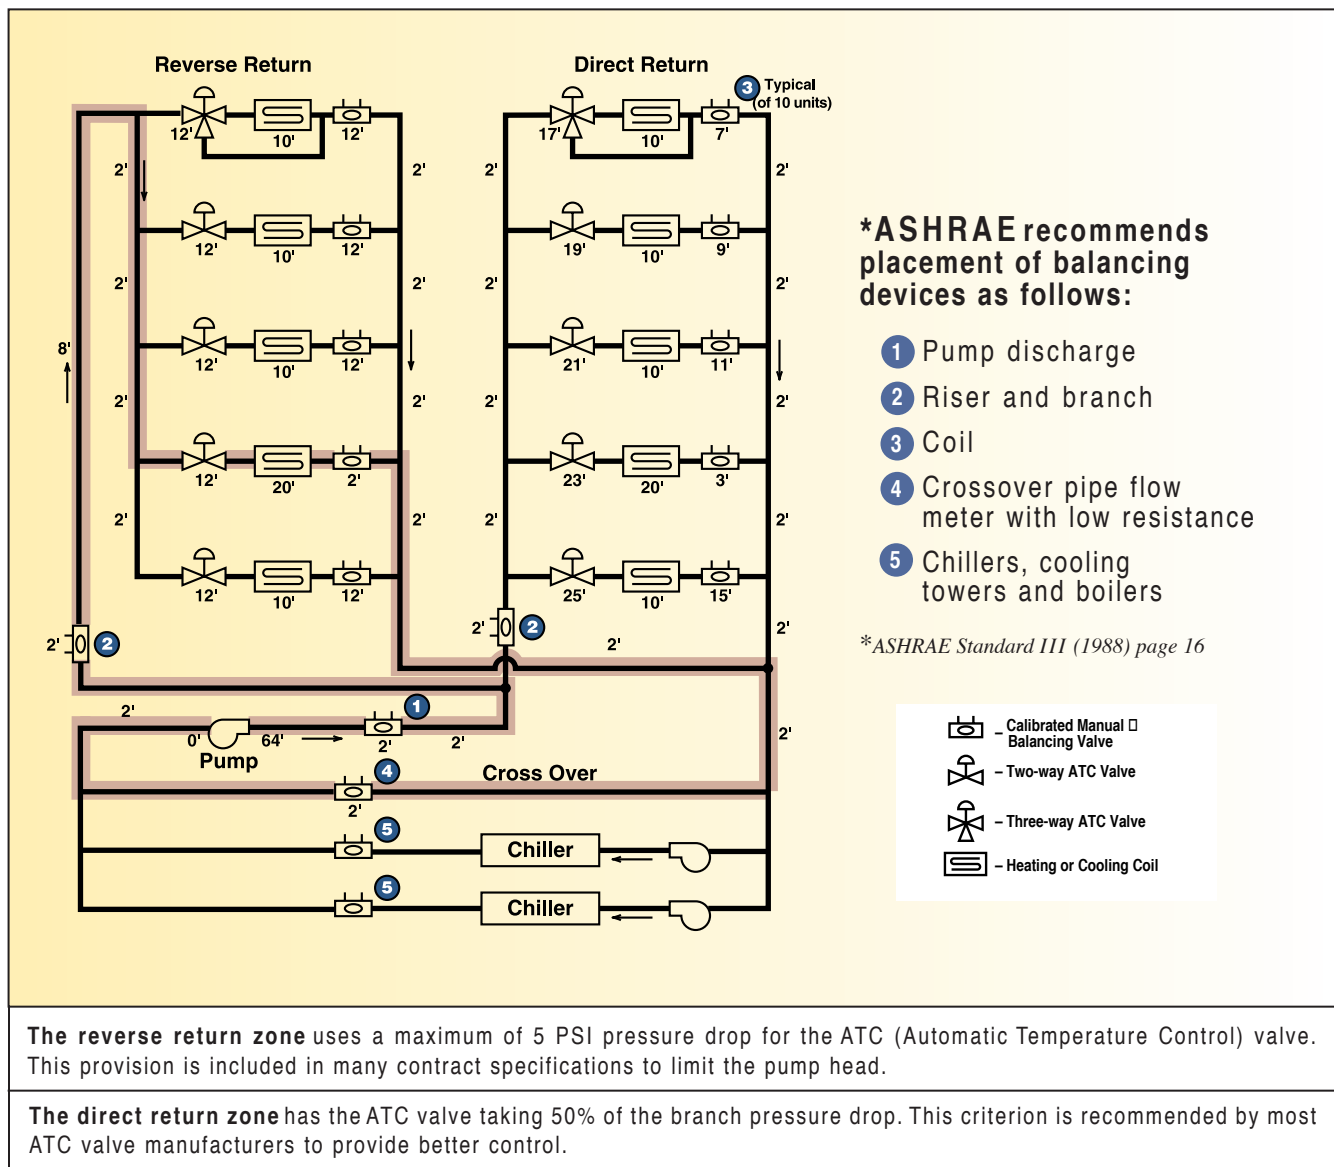 Reverse Return
Direct Return
3
Typical
(of 10 units)
12' 10' 12'
17' 10' 7'
2' 2' 2' 2'
12' 10' 12'
19' 10' 9'
2' 2' 2' 2'
8'
12' 10' 12'
21' 10' 11'
2' 2' 2' 2'
12' 20' 2'
23' 20' 3'
2' 2' 2' 2'
12' 10' 12'
25' 10' 15'
2' 2
2' 2
2' 2'
2' 1
0' 64' 2' 2' 2'
Pump
4
Cross Over
2'
5
Chiller
5
Chiller
*ASHRAE recommends
placement of balancing
devices as follows:
1 Pump discharge
2 Riser and branch
3 Coil
4 Crossover pipe flow
meter with low resistance
5 Chillers, cooling
towers and boilers
*ASHRAE Standard III (1988) page 16
– Calibrated Manual
Balancing Valve
– Two-way ATC Valve
– Three-way ATC Valve
– Heating or Cooling Coil
The reverse return zone uses a maximum of 5 PSI pressure drop for the ATC (Automatic Temperature Control) valve.
This provision is included in many contract specifications to limit the pump head.
The direct return zone has the ATC valve taking 50% of the branch pressure drop. This criterion is recommended by most
ATC valve manufacturers to provide better control.